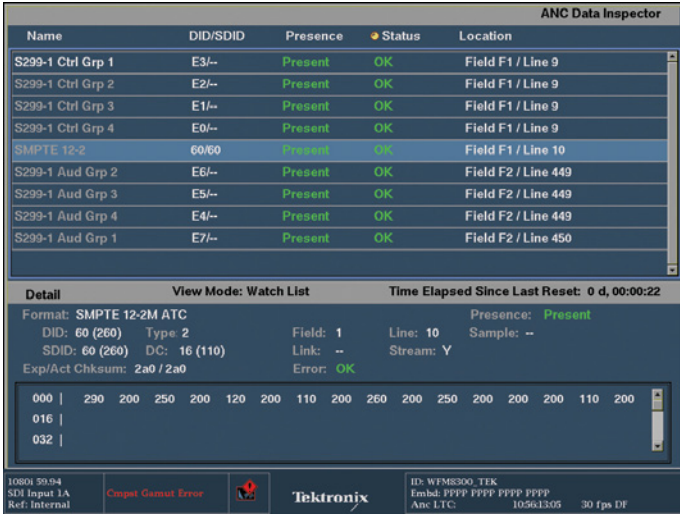 ANC Data Inspector
Name DID/SDID Presence Status Location
S299-1 Ctrl Grp 1 E3/-- Present OK Field F1 / Line 9
S299-1 Ctrl Grp 2 E2/-- Present OK Field F1 / Line 9
S299-1 Ctrl Grp 3 E1/-- Present OK Field F1 / Line 9
S299-1 Ctrl Grp 4 E0/-- Present OK Field F1 / Line 9
SMPTE 12-2 60/60 Present OK Field F1 / Line 10
S299-1 Aud Grp 2 E6/-- Present OK Field F2 / Line 449
S299-1 Aud Grp 3 E5/-- Present OK Field F2 / Line 449
S299-1 Aud Grp 4 E4/-- Present OK Field F2 / Line 449
S299-1 Aud Grp 1 E7/-- Present OK Field F2 / Line 450
Detail View Mode: Watch List Time Elapsed Since Last Reset: 0 d, 00:00:22
Format: SMPTE 12-2M ATC Presence: Present
DID: 60 (260) Type: 2 Field: 1 Line: 10 Sample: --
SDID: 60 (260) DC: 16 (110) Link: -- Stream: Y
Exp/Act Chksum: 2a0 / 2a0 Error: OK
000 | 290 200 250 200 120 200 110 200 260 200 250 200 200 200 110 200
016 |
032 |
1080i 59.94 ID: WFM8300_TEK
SDI Input 1A Cmpst Gamut Error Tektronix Embd: PPPP PPPP PPPP PPPP
Ref: Internal Anc LTC: 10:56:13:05 30 fps DF